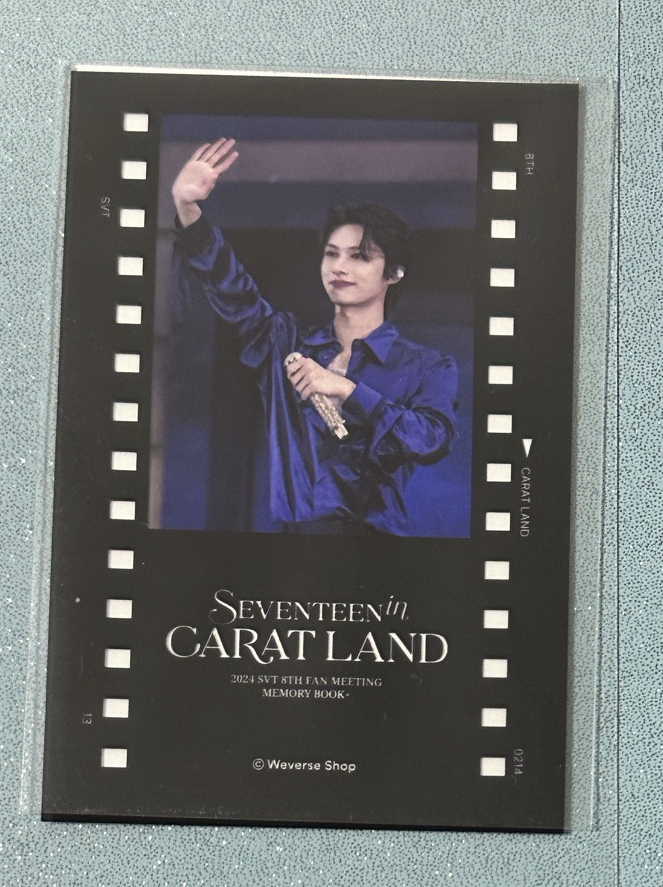 8TH
SVT
CARAT LAND
SEVENTEEN in
CARAT LAND
2024 SVT 8TH FAN MEETING
MEMORY BOOK
13
0214
© Weverse Shop